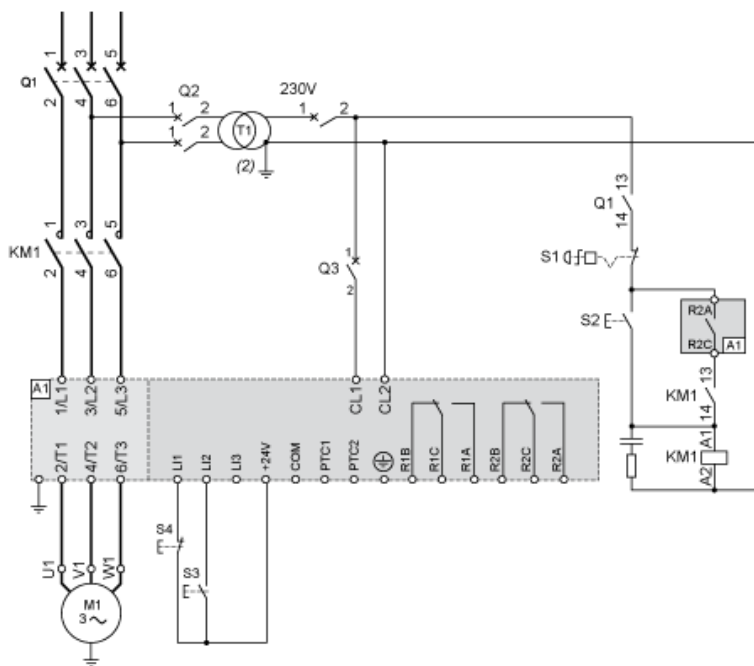 1 3 5
Q1
2 4 6
Q2
1 2
1 2
T1
(2)
230V
1 2
1 3 5
KM1
2 4 6
Q3
1
2
13
Q1
14
S1
S2
R2A
R2C
A1
13
KM1
14
A1
KM1
A2
A1
1/L1 3/L2 5/L3
CL1 CL2
2/T1 4/T2 6/T3
LI1 LI2 LI3 +24V COM PTC1 PTC2 R1B R1C R1A R2B R2C R2A
S4
S3
U1 V1 W1
M1
3